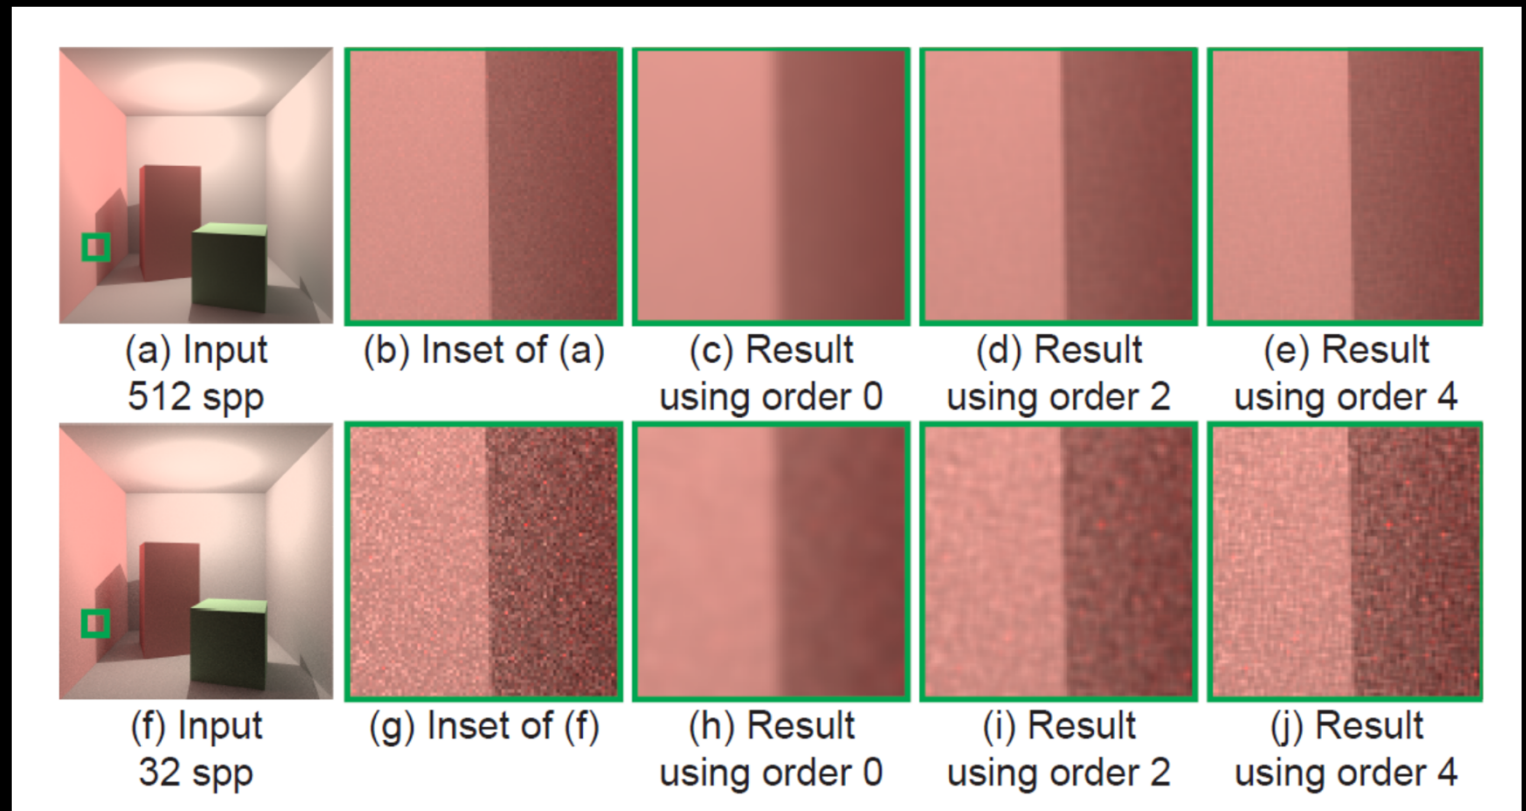 (a) Input
512 spp
(b) Inset of (a)
(c) Result
using order 0
(d) Result
using order 2
(e) Result
using order 4
(f) Input
32 spp
(g) Inset of (f)
(h) Result
using order 0
(i) Result
using order 2
(j) Result
using order 4